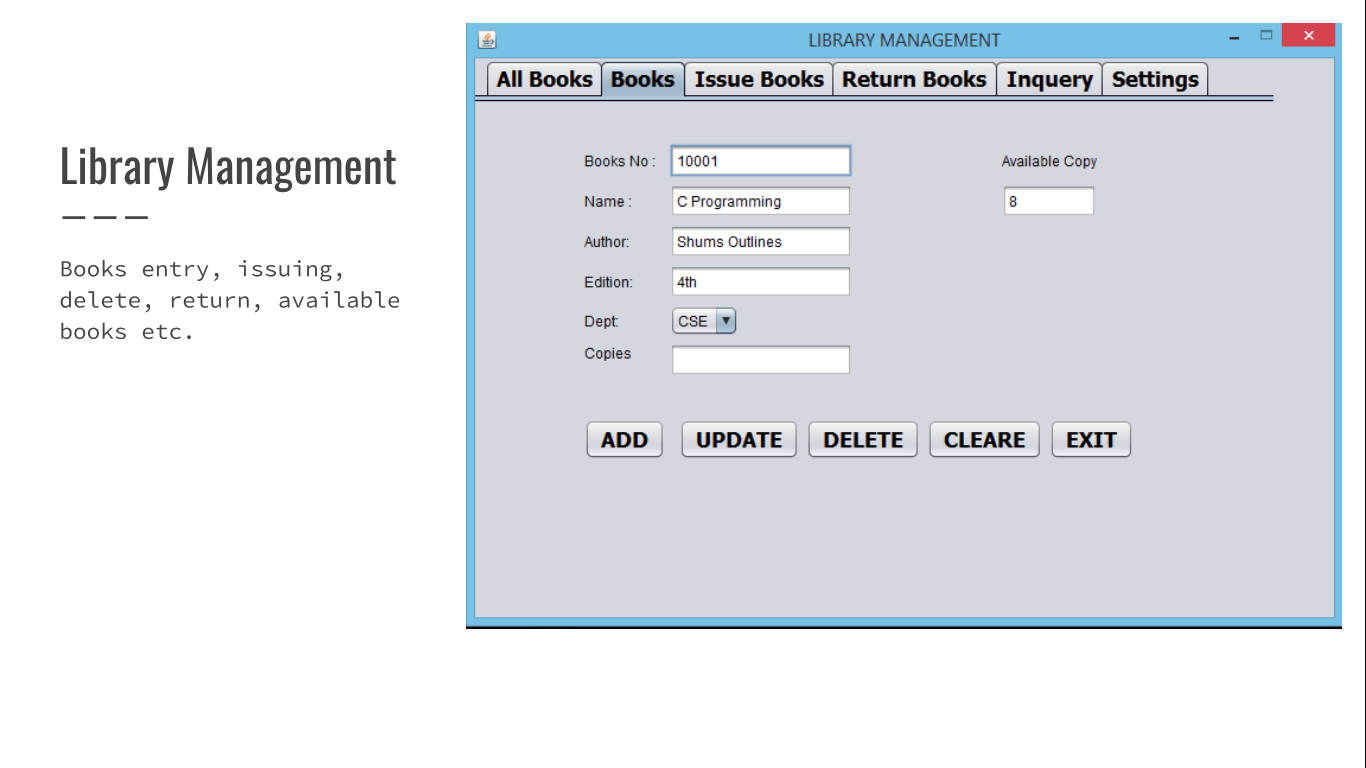 Library Management
Books entry, issuing,
delete, return, available
books etc.
LIBRARY MANAGEMENT
All Books Books Issue Books Return Books Inquery Settings
Books No : 10001 Available Copy
Name : C Programming 8
Author: Shums Outlines
Edition: 4th
Dept: CSE
Copies
ADD UPDATE DELETE CLEARE EXIT